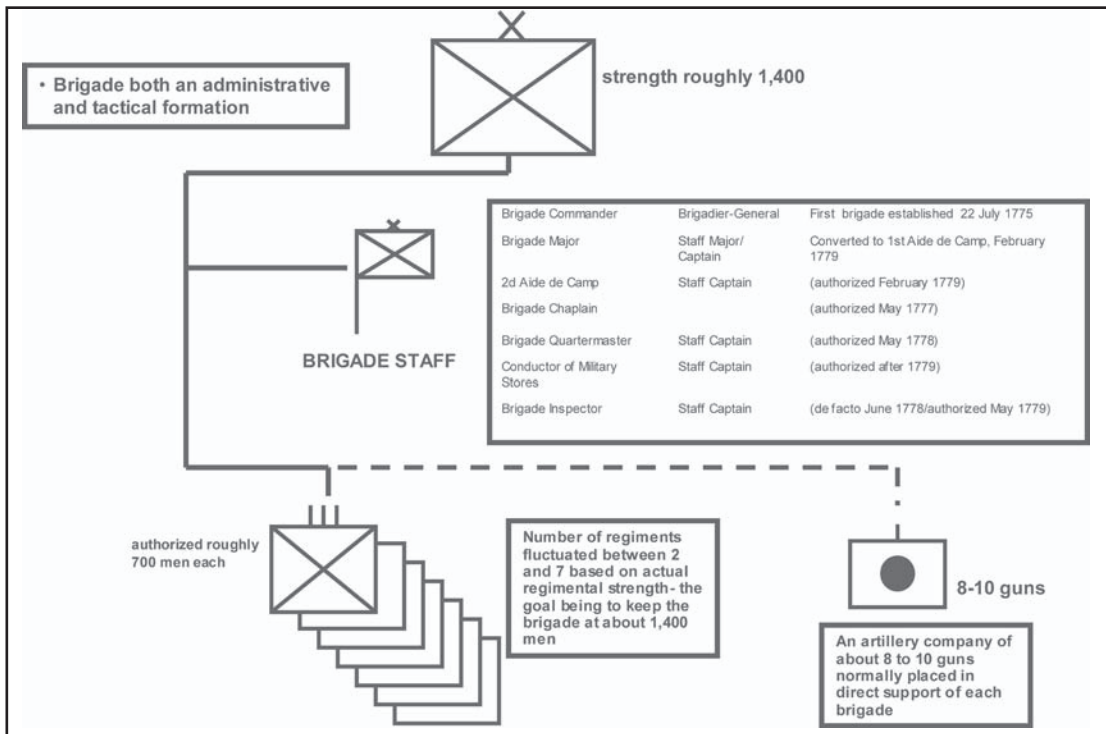 • Brigade both an administrative
and tactical formation
strength roughly 1,400
Brigade Commander Brigadier-General First brigade established 22 July 1775
Brigade Major Staff Major/ Converted to 1st Aide de Camp, February
Captain 1779
2d Aide de Camp Staff Captain (authorized February 1779)
Brigade Chaplain (authorized May 1777)
Brigade Quartermaster Staff Captain (authorized May 1778)
Conductor of Military Staff Captain (authorized after 1779)
Stores
Brigade Inspector Staff Captain (de facto June 1778/authorized May 1779)
BRIGADE STAFF
authorized roughly
700 men each
Number of regiments
fluctuated between 2
and 7 based on actual
regimental strength- the
goal being to keep the
brigade at about 1,400
men
8-10 guns
An artillery company of
about 8 to 10 guns
normally placed in
direct support of each
brigade